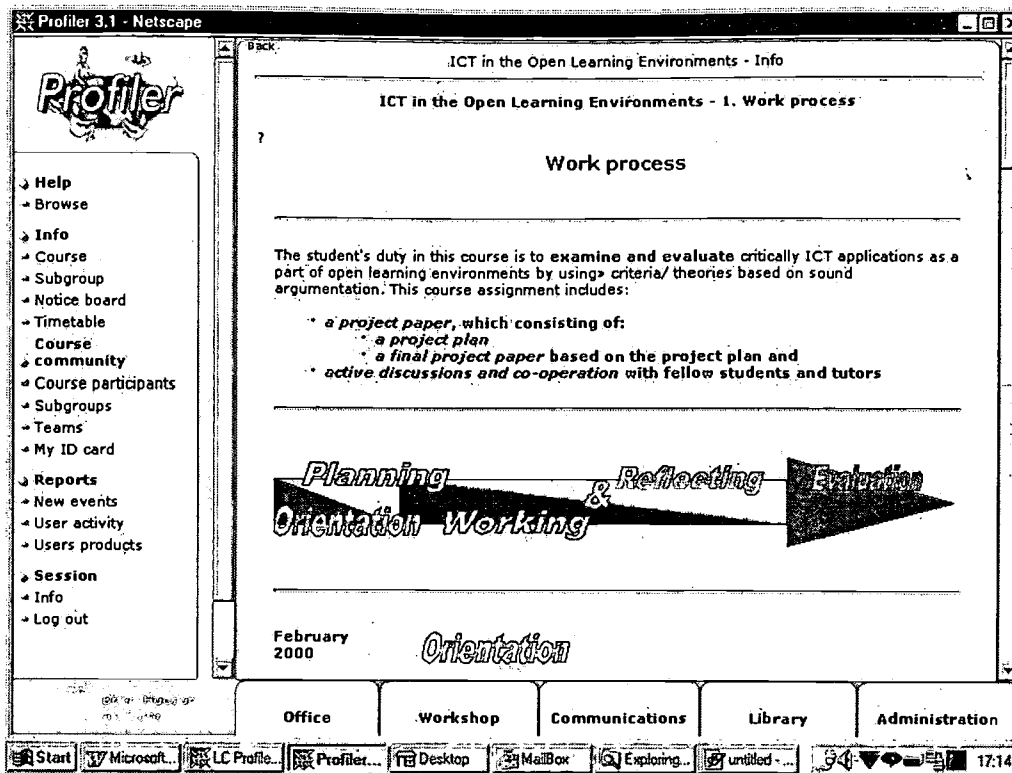 Profiler 3.1 - Netscape
Profiler
Help
Browse
Info
Course
Subgroup
Notice board
Timetable
Course
community
Course participants
Subgroups
Teams
My ID card
Reports
New events
User activity
Users products
Session
Info
Log out
Back
ICT in the Open Learning Environments - Info
ICT in the Open Learning Environments - 1. Work process
?
Work process
The student's duty in this course is to examine and evaluate critically ICT applications as a
part of open learning environments by using> criteria/ theories based on sound
argumentation. This course assignment includes:
* a project paper, which consisting of:
* a project plan
* a final project paper based on the project plan and
* active discussions and co-operation with fellow students and tutors
Planning
Orientation
Working
&
Reflecting
Evaluation
February
2000
Orientation
Office
Workshop
Communications
Library
Administration
Start
Microsoft...
LC Profile...
Profiler...
Desktop
MailBox
Exploring...
untitled - ...
17:14